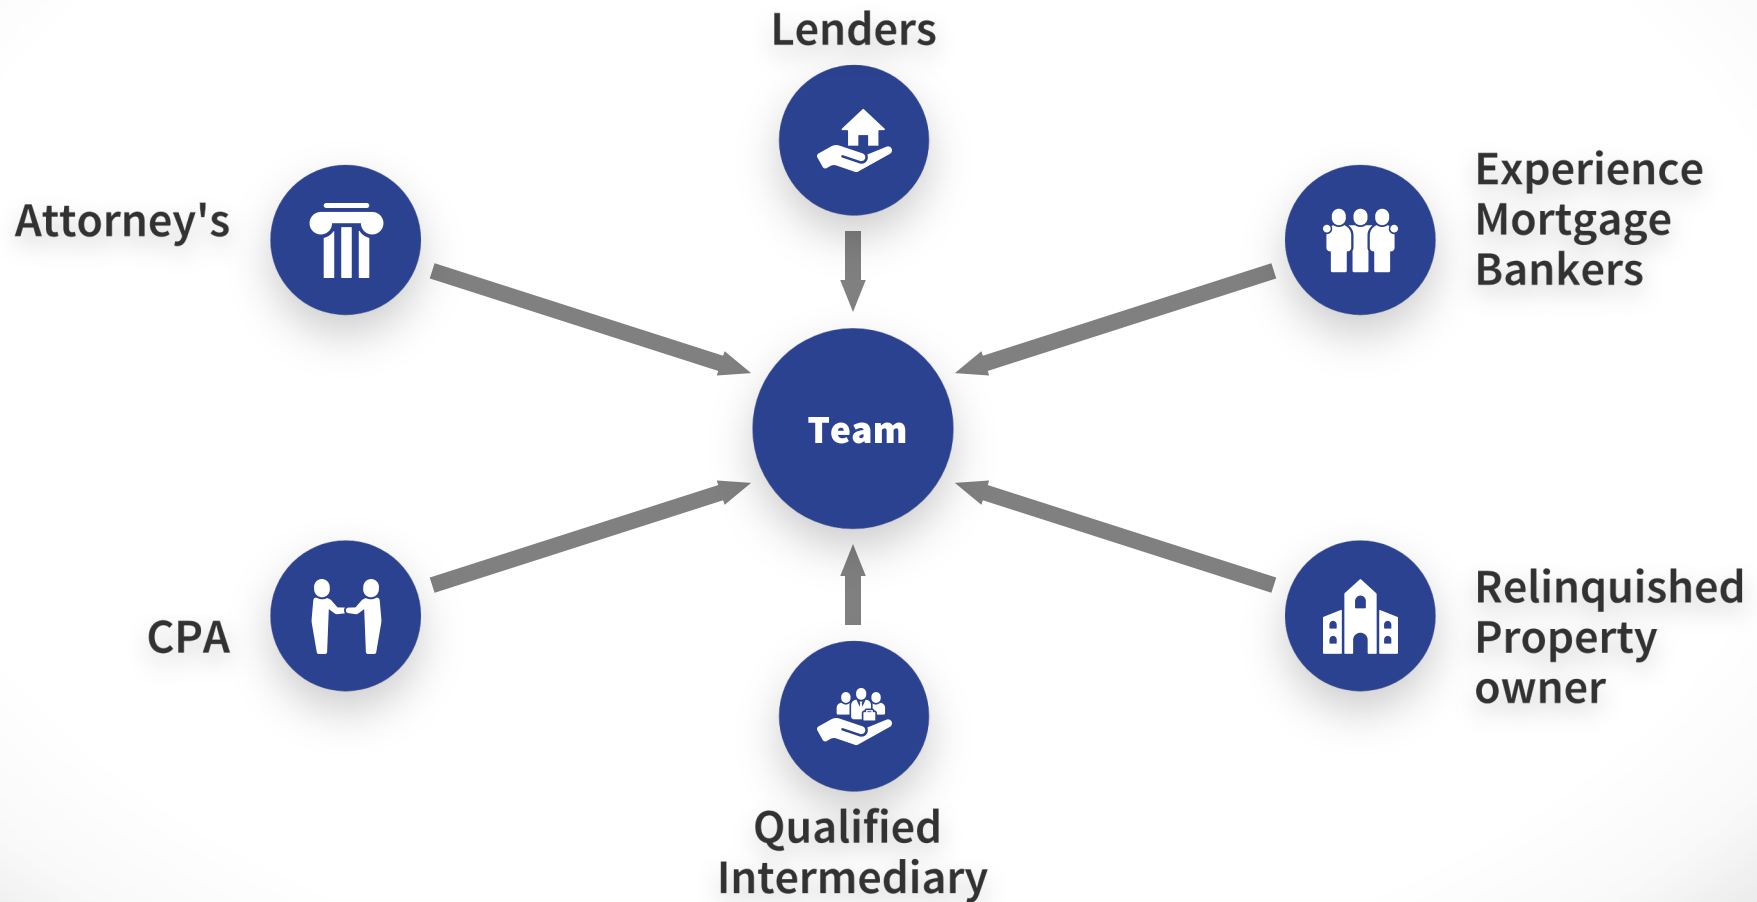 Lenders
Attorney's
Experience
Mortgage
Bankers
Team
CPA
Relinquished
Property
owner
Qualified
Intermediary